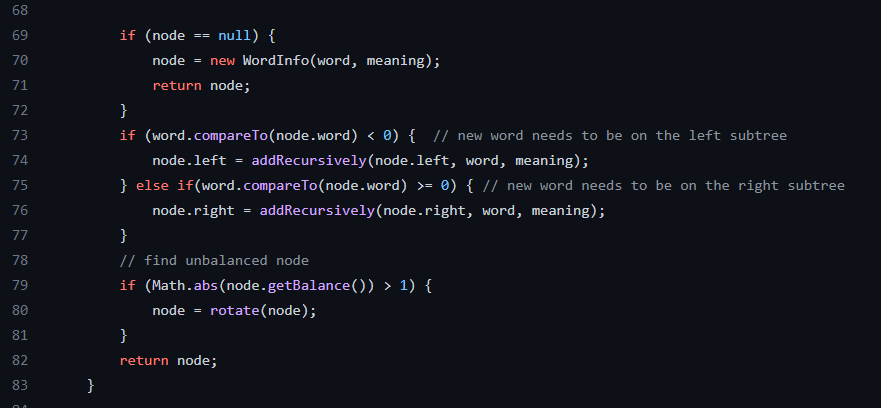 68
69 if (node == null) {
70 node = new WordInfo(word, meaning);
71 return node;
72 }
73 if (word.compareTo(node.word) < 0) {  // new word needs to be on the left subtree
74 node.left = addRecursively(node.left, word, meaning);
75 } else if(word.compareTo(node.word) >= 0) { // new word needs to be on the right subtree
76 node.right = addRecursively(node.right, word, meaning);
77 }
78 // find unbalanced node
79 if (Math.abs(node.getBalance()) > 1) {
80 node = rotate(node);
81 }
82 return node;
83 }